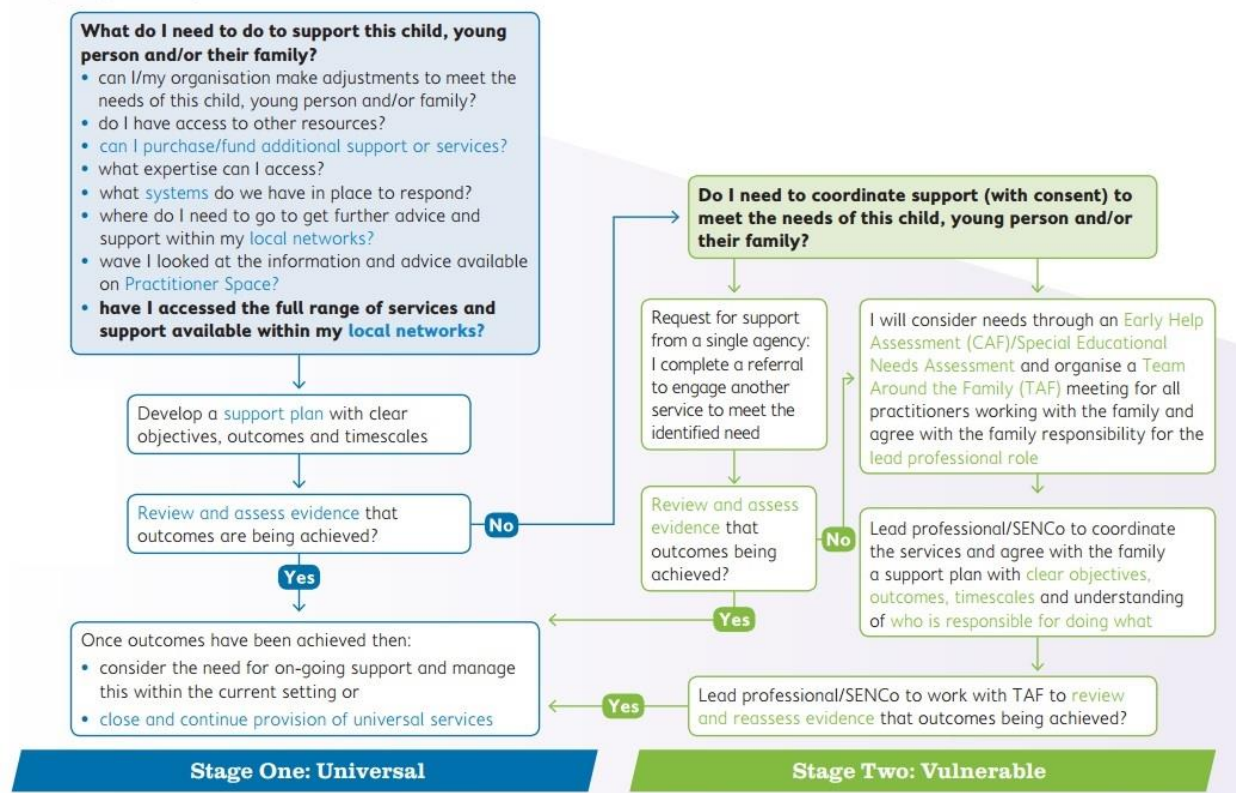 What do I need to do to support this child, young
person and/or their family?
• can I/my organisation make adjustments to meet the
needs of this child, young person and/or family?
• do I have access to other resources?
• can I purchase/fund additional support or services?
• what expertise can I access?
• what systems do we have in place to respond?
• where do I need to go to get further advice and
support within my local networks?
• wave I looked at the information and advice available
on Practitioner Space?
• have I accessed the full range of services and
support available within my local networks?
Develop a support plan with clear
objectives, outcomes and timescales
Review and assess evidence that
outcomes are being achieved?
No
Yes
Once outcomes have been achieved then:
• consider the need for on-going support and manage
this within the current setting or
• close and continue provision of universal services
Stage One: Universal
Do I need to coordinate support (with consent) to
meet the needs of this child, young person and/or
their family?
Request for support
from a single agency:
I complete a referral
to engage another
service to meet the
identified need
Review and assess
evidence that
outcomes being
achieved?
No
Yes
I will consider needs through an Early Help
Assessment (CAF)/Special Educational
Needs Assessment and organise a Team
Around the Family (TAF) meeting for all
practitioners working with the family and
agree with the family responsibility for the
lead professional role
Lead professional/SENCo to coordinate
the services and agree with the family
a support plan with clear objectives,
outcomes, timescales and understanding
of who is responsible for doing what
Lead professional/SENCo to work with TAF to review
and reassess evidence that outcomes being achieved?
Yes
Stage Two: Vulnerable